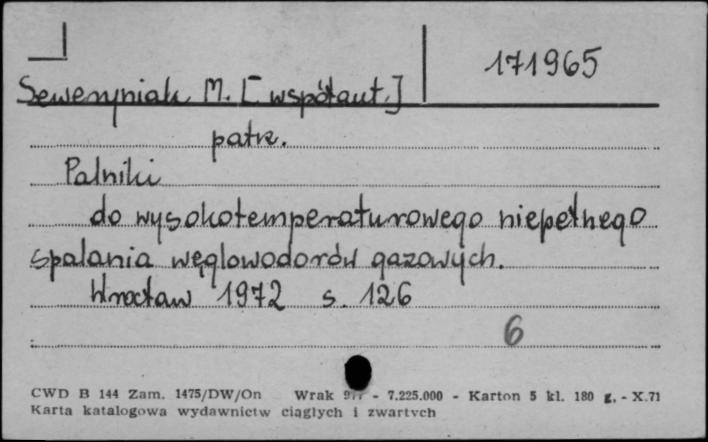 171965
Seweryniak M. [współaut.]
patrz.
Palniki
do wysokotemperaturowego niepełnego
spalania węglowodorów gazowych.
Wrocław 1972 s. 126
6
CWD B 144 Zam. 1475/DW/On Wrak - 7.225.000 - Karton 5 kl. 180 g. - X.71
Karta katalogowa wydawnictw ciągłych i zwartych